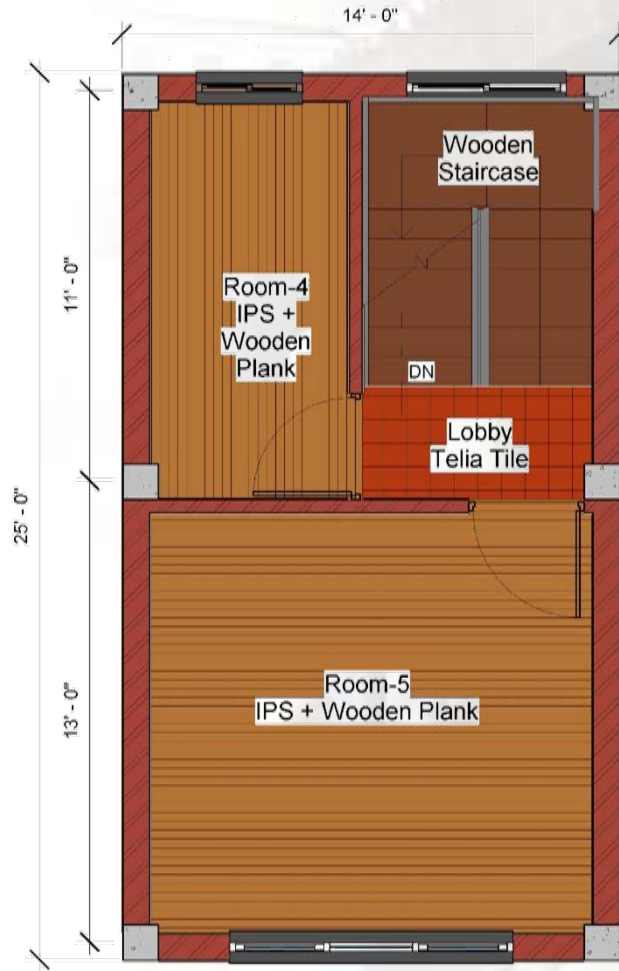 14' - 0"
Wooden
Staircase
11' - 0"
Room-4
IPS +
Wooden
Plank
DN
Lobby
Telia Tile
25' - 0"
13' - 0"
Room-5
IPS + Wooden Plank